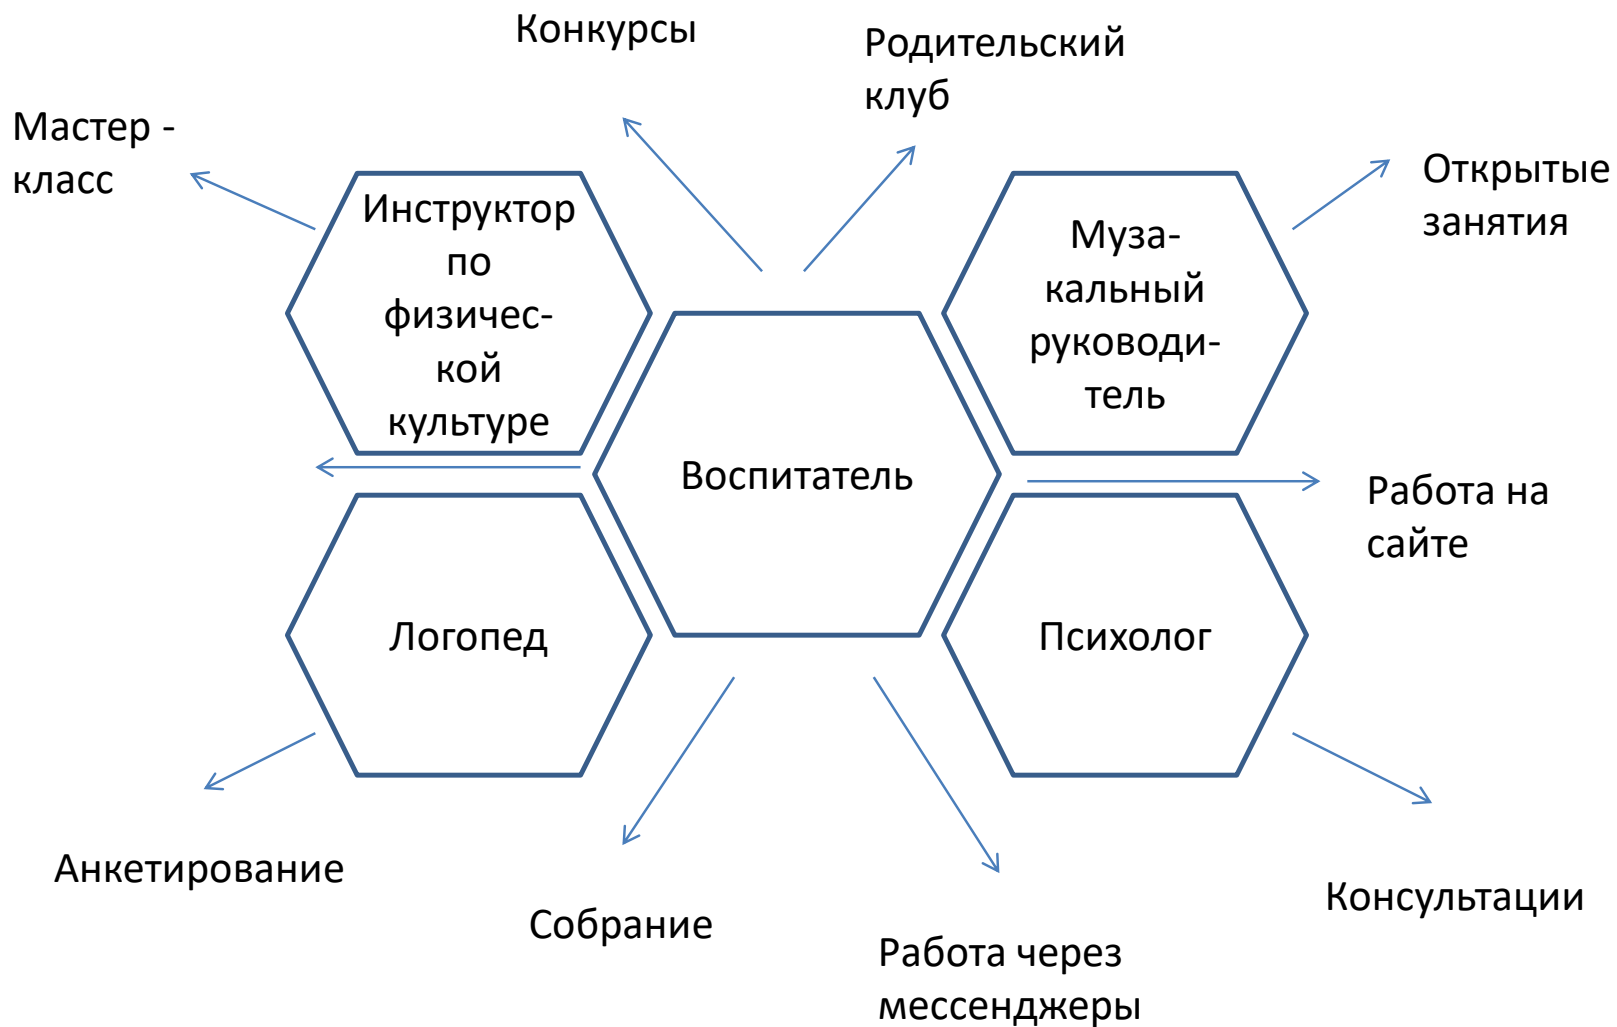 Конкурсы
Родительский
клуб
Мастер -
класс
Открытые
занятия
Инструктор
по
физичес-
кой
культуре
Муза-
кальный
руководи-
тель
Воспитатель
Работа на
сайте
Логопед
Психолог
Анкетирование
Собрание
Работа через
мессенджеры
Консультации